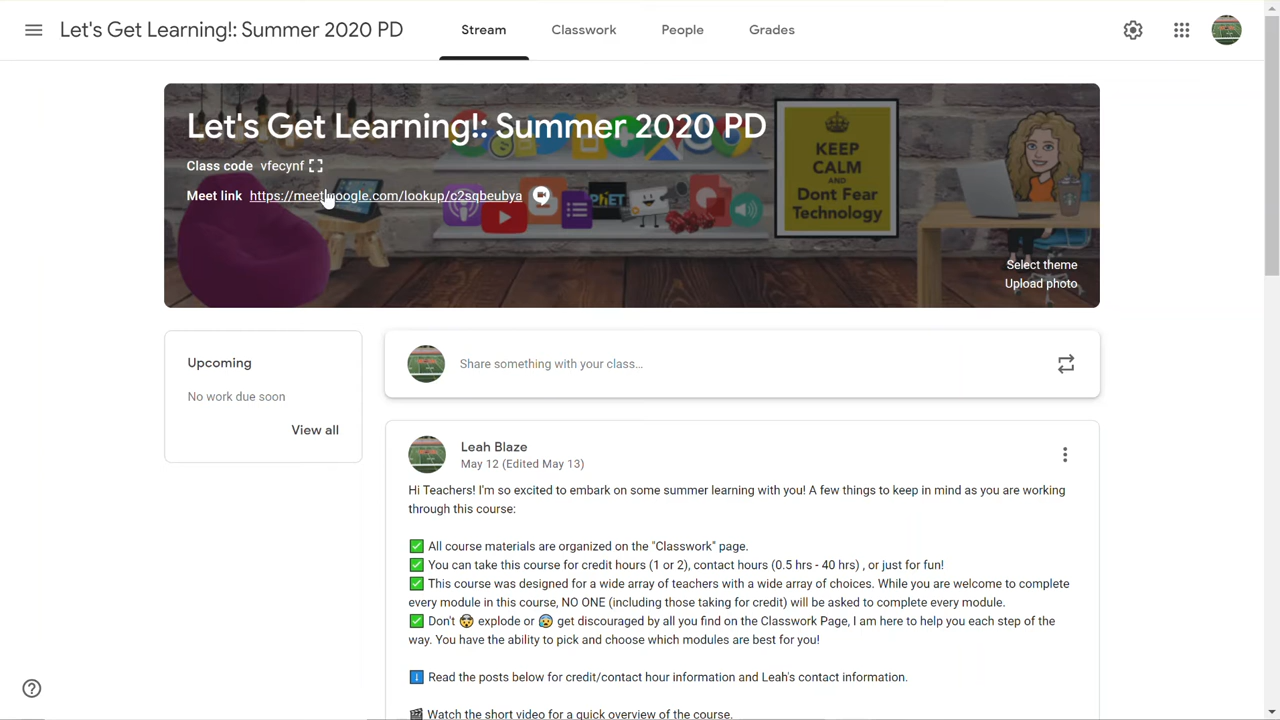 Let's Get Learning!: Summer 2020 PD
Stream
Classwork
People
Grades
Let's Get Learning!: Summer 2020 PD
Class code vfecynf
Meet link https://meet.google.com/lookup/c2sqbeubya
KEEP
CALM
AND
Dont Fear
Technology
PhET
Select theme
Upload photo
Upcoming
No work due soon
View all
Share something with your class...
Leah Blaze
May 12 (Edited May 13)
Hi Teachers! I'm so excited to embark on some summer learning with you! A few things to keep in mind as you are working
through this course:
✅ All course materials are organized on the "Classwork" page.
✅ You can take this course for credit hours (1 or 2), contact hours (0.5 hrs - 40 hrs) , or just for fun!
✅ This course was designed for a wide array of teachers with a wide array of choices. While you are welcome to complete
every module in this course, NO ONE (including those taking for credit) will be asked to complete every module.
✅ Don't 🤯 explode or 😰 get discouraged by all you find on the Classwork Page, I am here to help you each step of the
way. You have the ability to pick and choose which modules are best for you!
⬇️ Read the posts below for credit/contact hour information and Leah's contact information.
🎬 Watch the short video for a quick overview of the course.